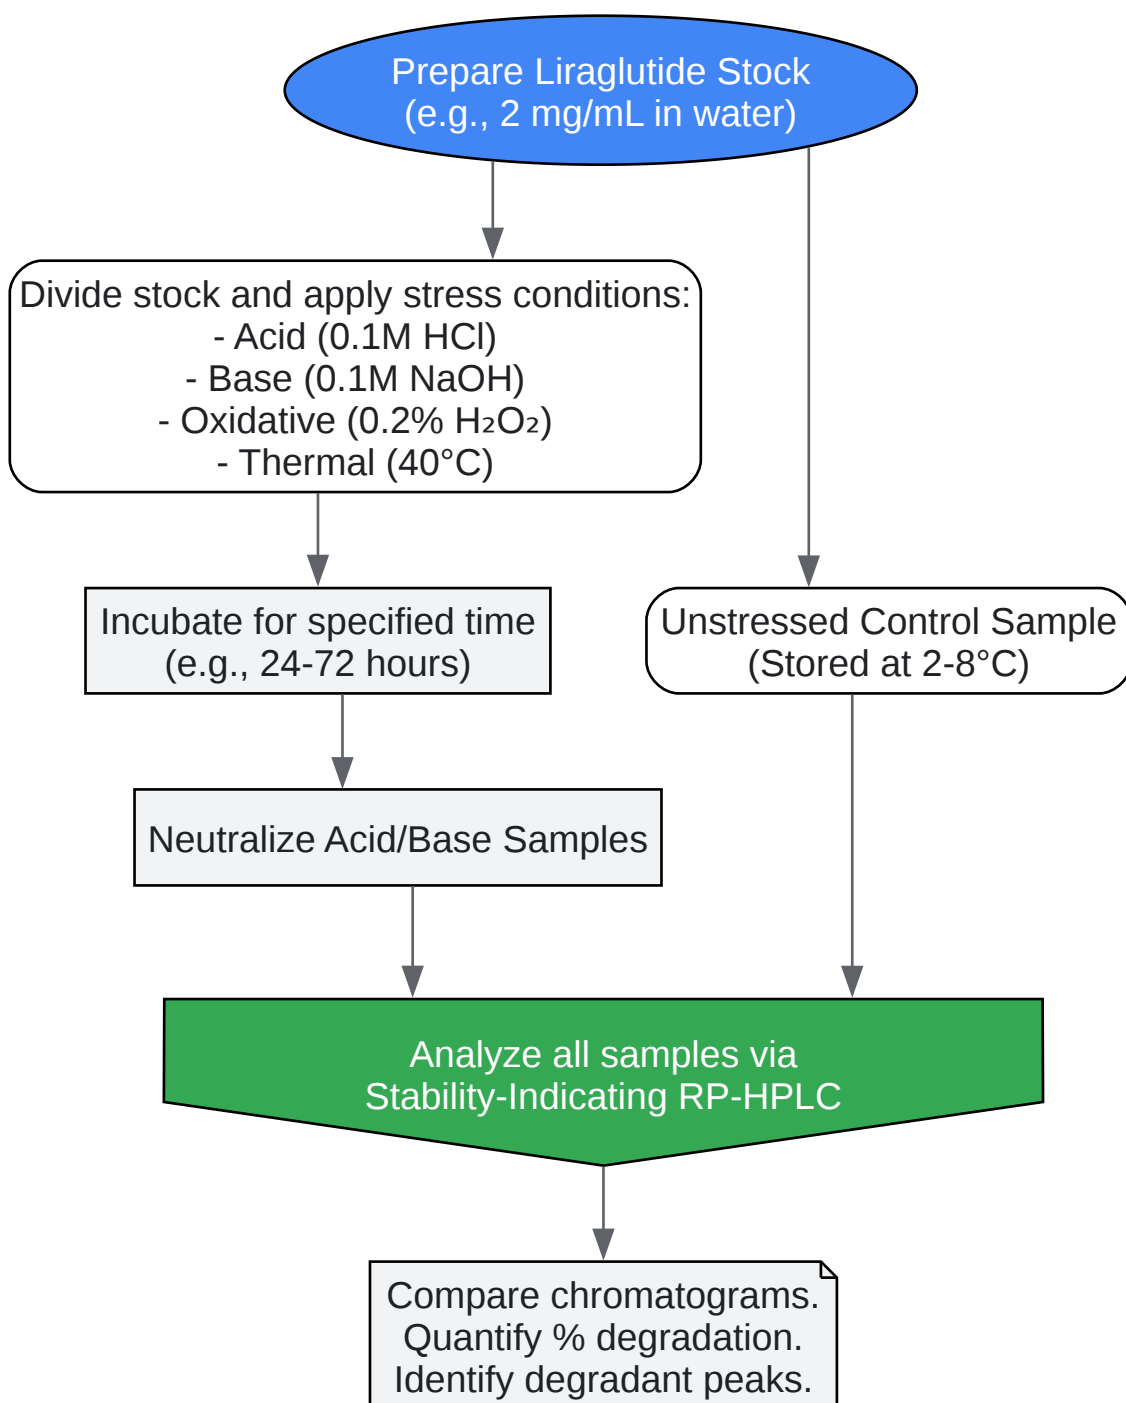 Prepare Liraglutide Stock
(e.g., 2 mg/mL in water)
Divide stock and apply stress conditions:
- Acid (0.1M HCl)
- Base (0.1M NaOH)
- Oxidative (0.2% H₂O₂)
- Thermal (40°C)
Incubate for specified time
(e.g., 24-72 hours)
Unstressed Control Sample
(Stored at 2-8°C)
Neutralize Acid/Base Samples
Analyze all samples via
Stability-Indicating RP-HPLC
Compare chromatograms.
Quantify % degradation.
Identify degradant peaks.